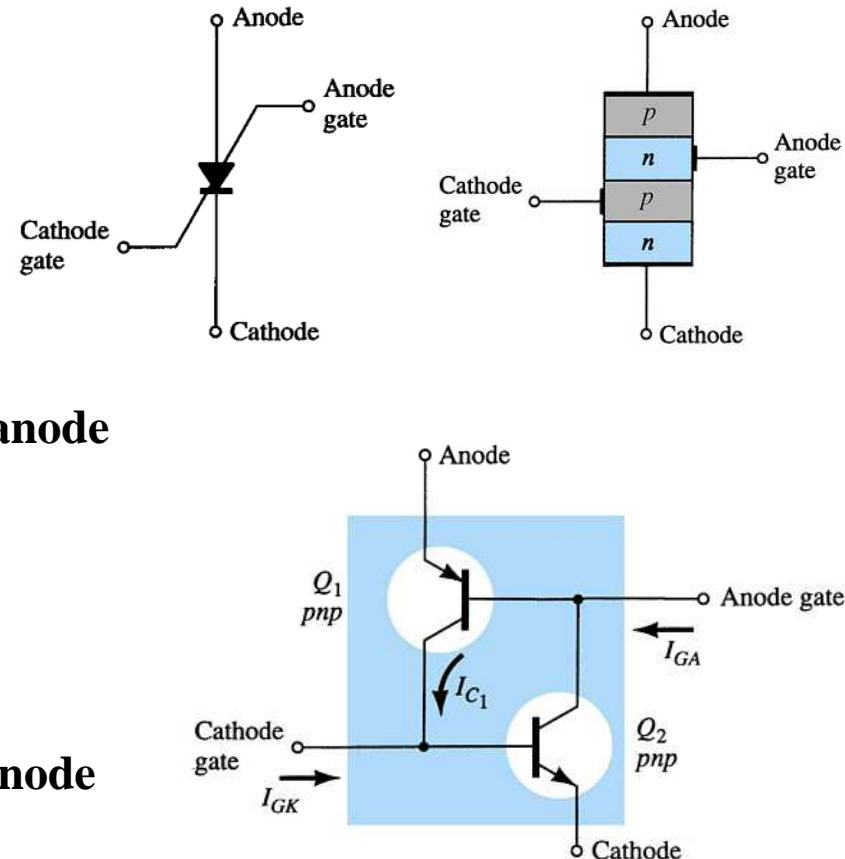 Anode
Anode
gate
Cathode
gate
Cathode
Anode
p
n
Anode
gate
Cathode
gate
p
n
Cathode
anode
Anode
Q1
pnp
Anode gate
IGA
IC1
Cathode
gate
Q2
pnp
node
IGK
Cathode